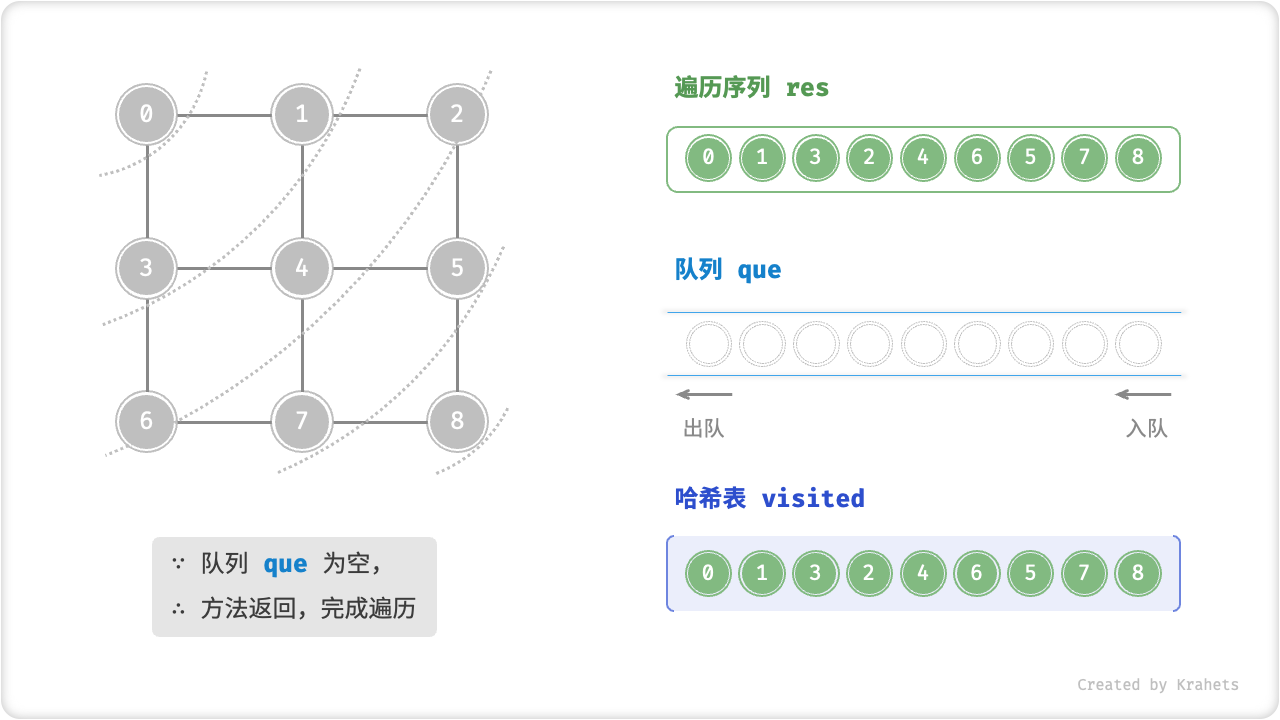 0 1 2
3 4 5
6 7 8
∵ 队列 que 为空，
∴ 方法返回，完成遍历
遍历序列 res
0 1 3 2 4 6 5 7 8
队列 que
出队 入队
哈希表 visited
0 1 3 2 4 6 5 7 8
Created by Krahets